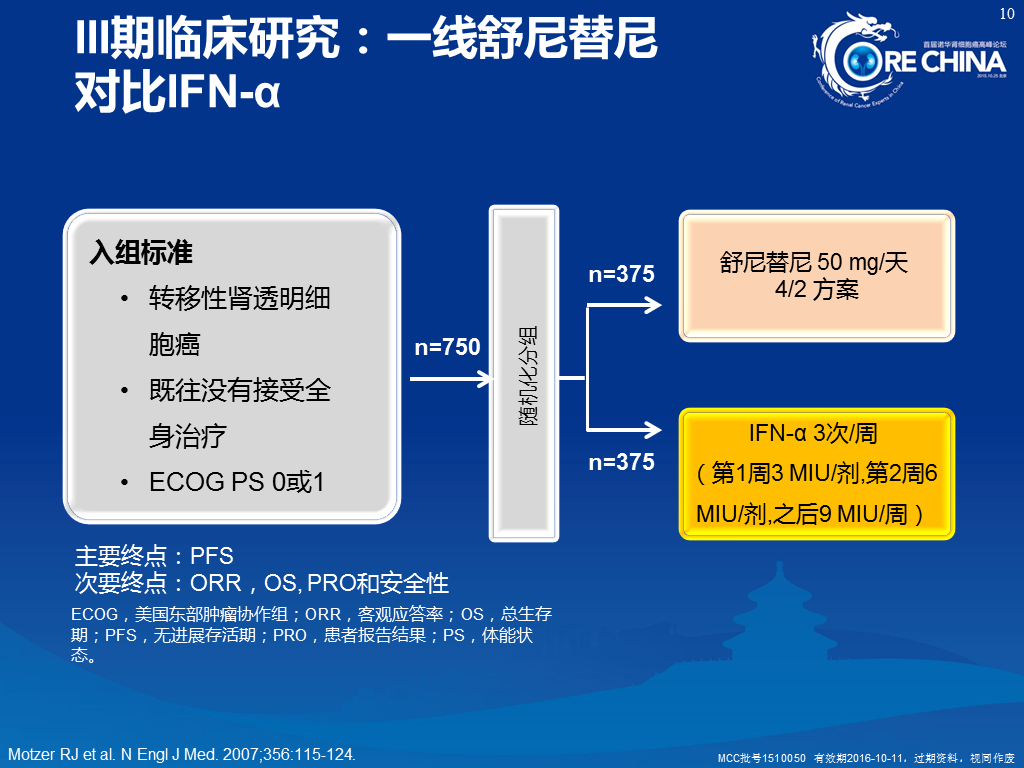 10
III期临床研究：一线舒尼替尼
对比IFN-α
首届诺华肾细胞癌高峰论坛
ORE CHINA
2015.10.25 北京
Conference of Renal Cancer Experts in China
入组标准
• 转移性肾透明细
胞癌
• 既往没有接受全
身治疗
• ECOG PS 0或1
n=750
随机化分组
n=375
舒尼替尼 50 mg/天
4/2 方案
n=375
IFN-α 3次/周
（第1周3 MIU/剂,第2周6
MIU/剂,之后9 MIU/周）
主要终点：PFS
次要终点：ORR，OS, PRO和安全性
ECOG，美国东部肿瘤协作组；ORR，客观应答率；OS，总生存
期；PFS，无进展存活期；PRO，患者报告结果；PS，体能状
态。
Motzer RJ et al. N Engl J Med. 2007;356:115-124.
MCC批号1510050 有效期2016-10-11，过期资料，视同作废